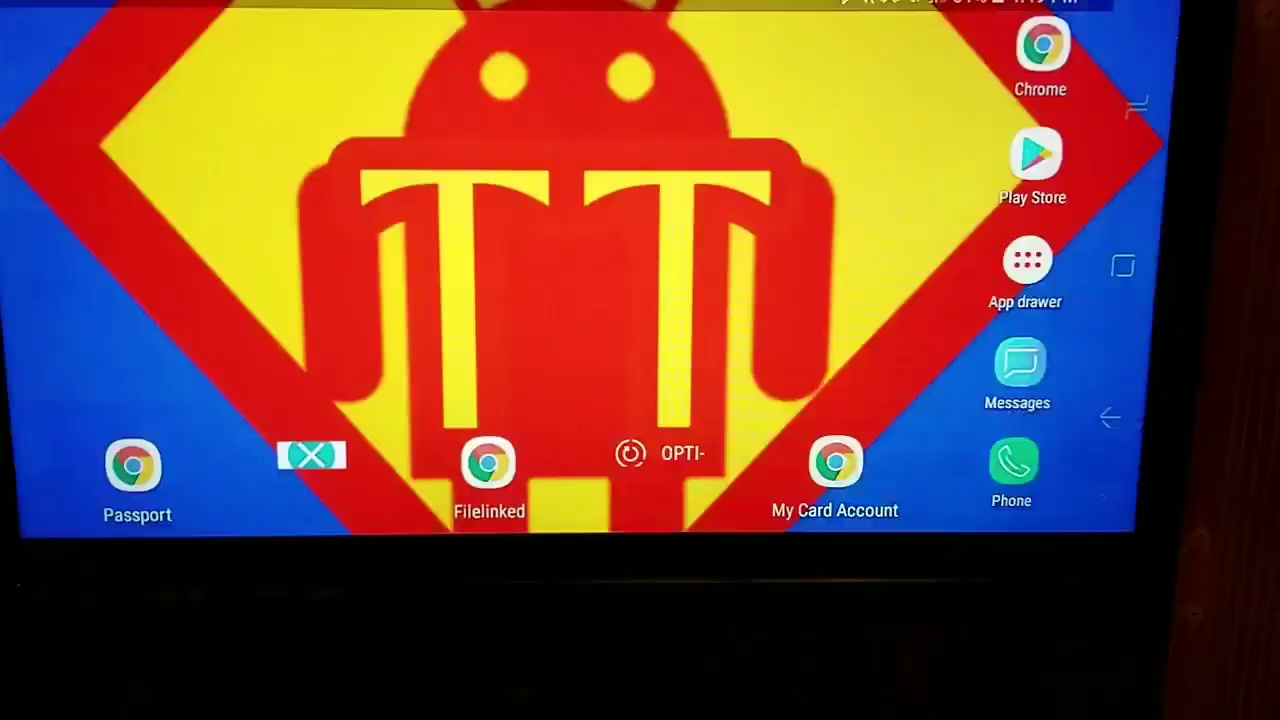 Chrome
Play Store
T T
App drawer
Messages
OPTI-
Passport
Filelinked
My Card Account
Phone